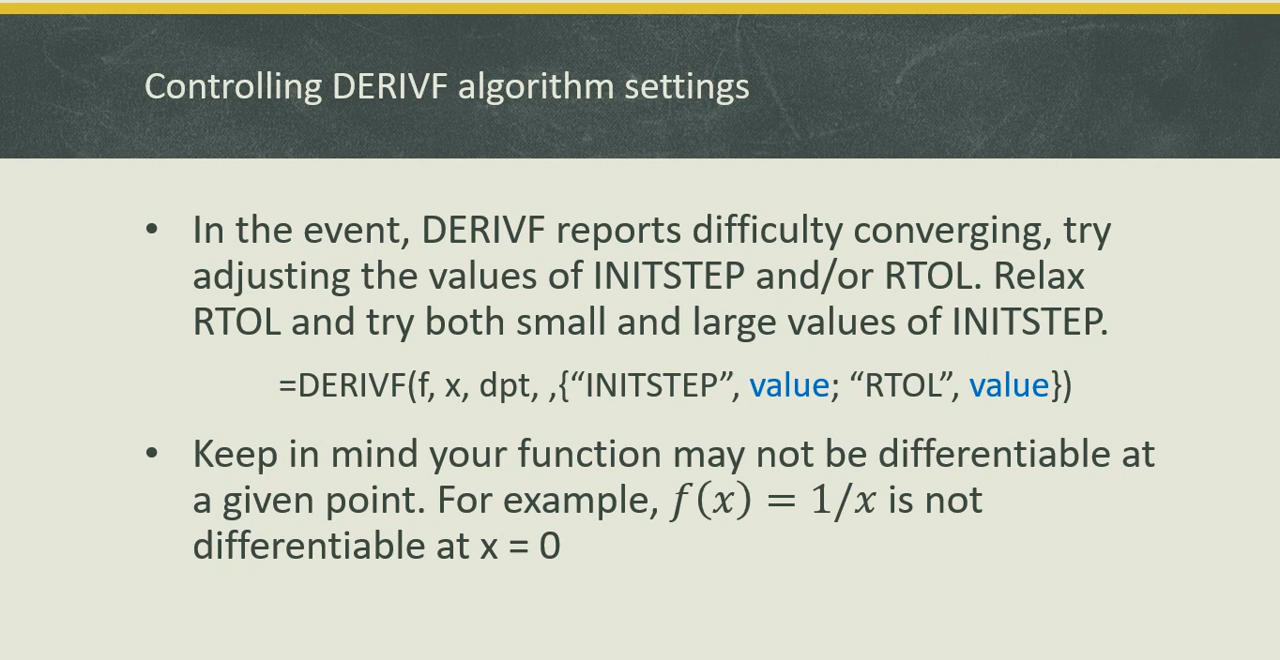 Controlling DERIVF algorithm settings
• In the event, DERIVF reports difficulty converging, try
adjusting the values of INITSTEP and/or RTOL. Relax
RTOL and try both small and large values of INITSTEP.
=DERIVF(f, x, dpt, ,{“INITSTEP”, value; “RTOL”, value})
• Keep in mind your function may not be differentiable at
a given point. For example, f(x) = 1/x is not
differentiable at x = 0